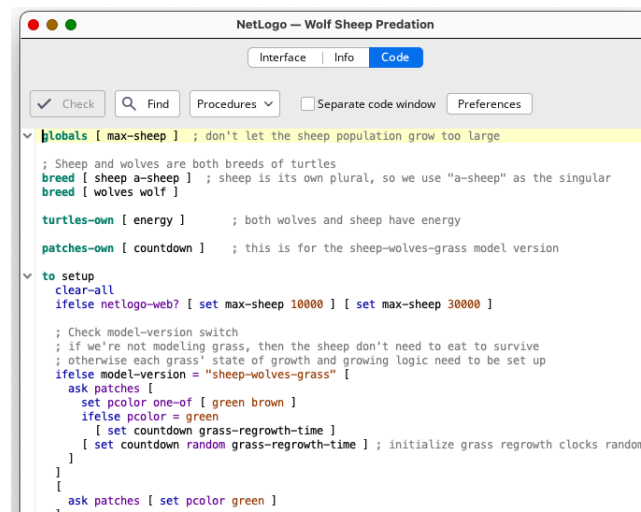 NetLogo — Wolf Sheep Predation
Interface Info Code
Check Find Procedures Separate code window Preferences
globals [ max-sheep ]  ; don't let the sheep population grow too large
; Sheep and wolves are both breeds of turtles
breed [ sheep a-sheep ]  ; sheep is its own plural, so we use "a-sheep" as the singular
breed [ wolves wolf ]
turtles-own [ energy ]       ; both wolves and sheep have energy
patches-own [ countdown ]    ; this is for the sheep-wolves-grass model version
to setup
  clear-all
  ifelse netlogo-web? [ set max-sheep 10000 ] [ set max-sheep 30000 ]
  ; Check model-version switch
  ; if we're not modeling grass, then the sheep don't need to eat to survive
  ; otherwise each grass' state of growth and growing logic need to be set up
  ifelse model-version = "sheep-wolves-grass" [
    ask patches [
      set pcolor one-of [ green brown ]
      ifelse pcolor = green
        [ set countdown grass-regrowth-time ]
      [ set countdown random grass-regrowth-time ] ; initialize grass regrowth clocks random
    ]
  ]
  [
    ask patches [ set pcolor green ]